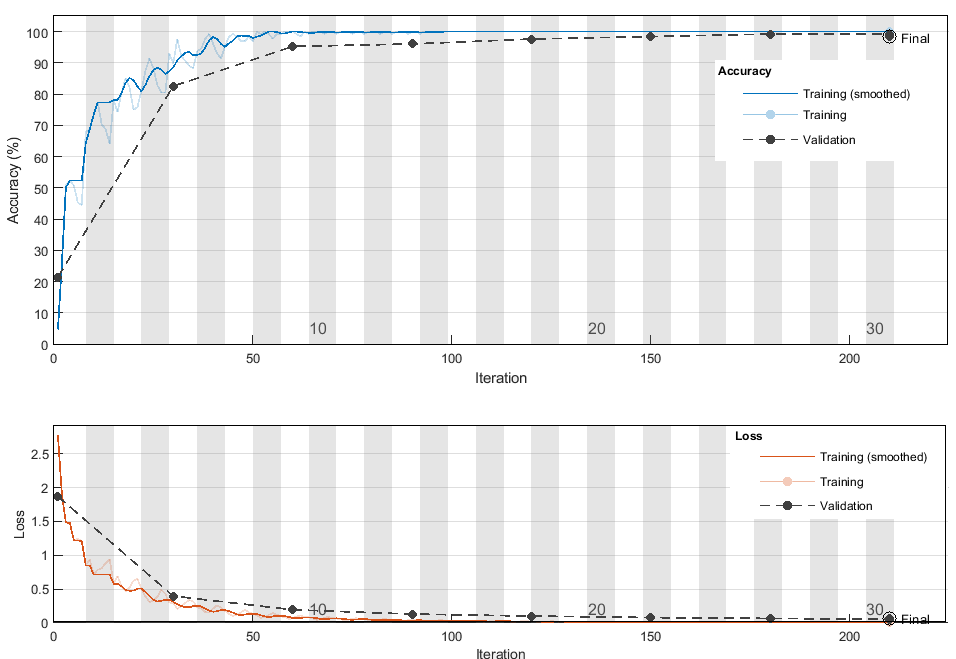 100
90
80
70
60
50
40
30
20
10
0
Accuracy (%)
Final
Accuracy
Training (smoothed)
Training
Validation
10 20 30
0 50 100 150 200
Iteration
2.5
2
1.5
1
0.5
0
Loss
Loss
Training (smoothed)
Training
Validation
10 20 30
Final
0 50 100 150 200
Iteration